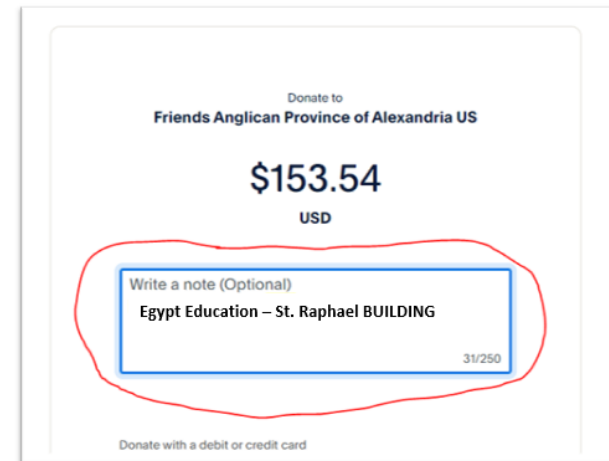 Donate to
Friends Anglican Province of Alexandria US
$153.54
USD
Write a note (Optional)
Egypt Education – St. Raphael BUILDING
31/250
Donate with a debit or credit card